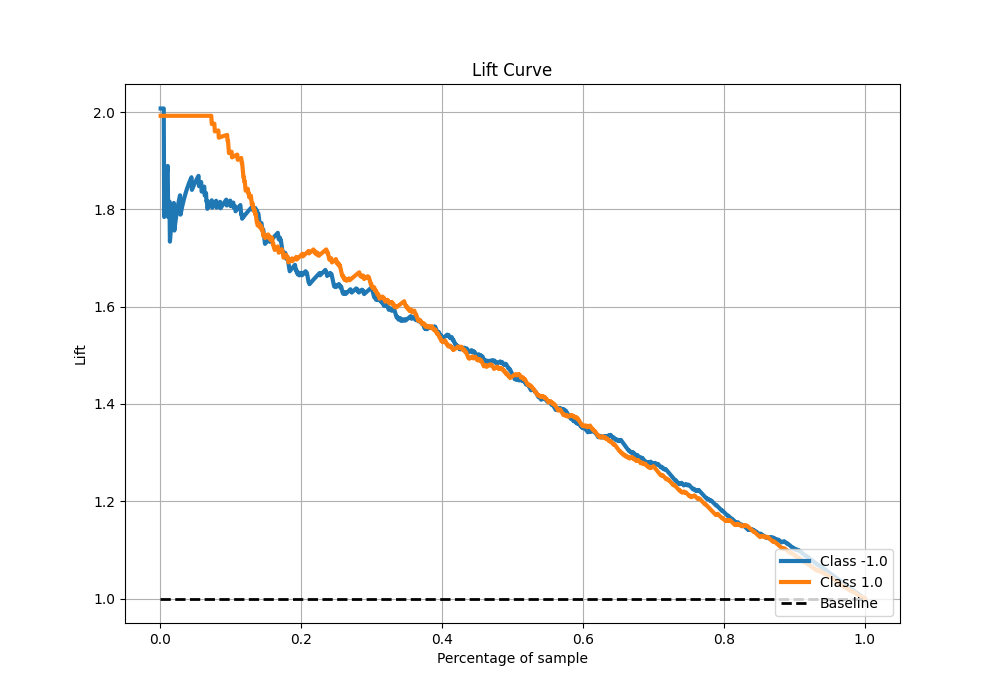 Lift Curve
Lift
2.0
1.8
1.6
1.4
1.2
1.0
0.0 0.2 0.4 0.6 0.8 1.0
Percentage of sample
Class -1.0
Class 1.0
Baseline